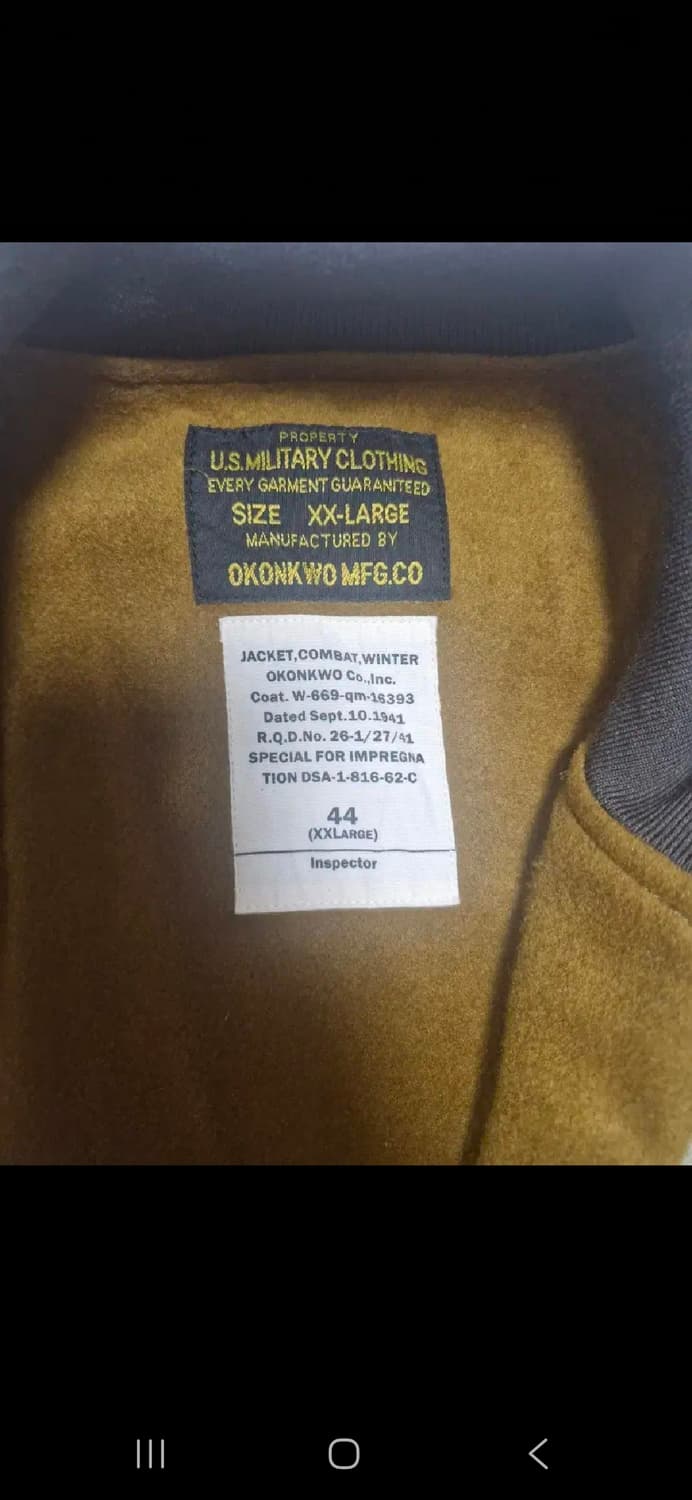 PROPERTY
U.S.MILITARY CLOTHING
EVERY GARMENT GUARANITEED
SIZE XX-LARGE
MANUFACTURED BY
OKONKWO MFG.CO
JACKET,COMBAT,WINTER
OKONKWO Co.,Inc.
Coat. W-669-qm-16393
Dated Sept.10.1941
R.Q.D.No. 26-1/27/41
SPECIAL FOR IMPREGNA
TION DSA-1-816-62-C
44
(XXLARGE)
Inspector